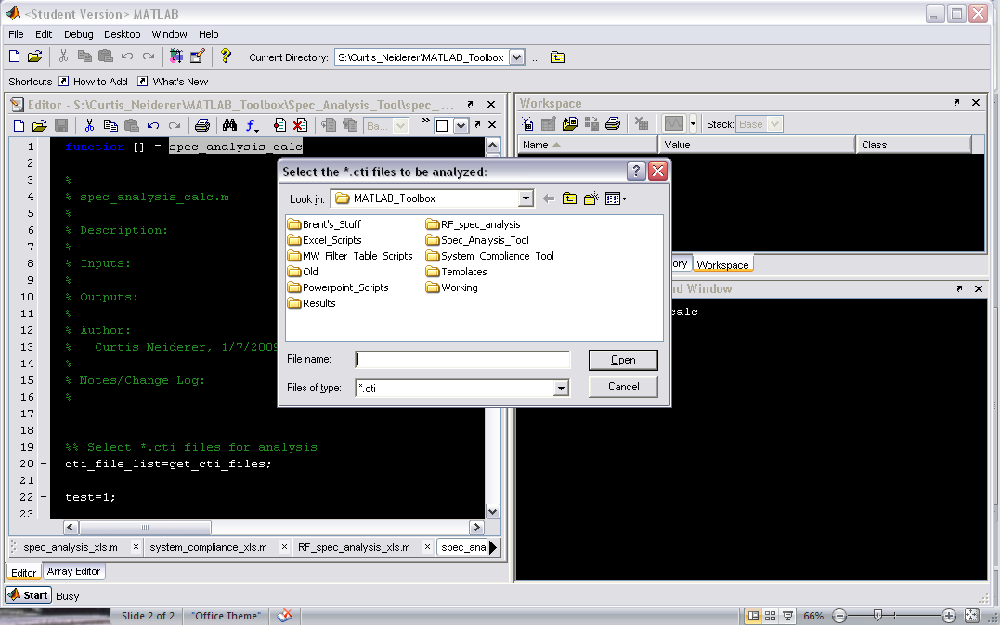 <Student Version> MATLAB
File Edit Debug Desktop Window Help
Current Directory: S:\Curtis_Neiderer\MATLAB_Toolbox ...
Shortcuts How to Add What's New
Editor - S:\Curtis_Neiderer\MATLAB_Toolbox\Spec_Analysis_Tool\spec_...
Ba...
1 function [] = spec_analysis_calc
2
3 %
4 % spec_analysis_calc.m
5 %
6 % Description:
7 %
8 % Inputs:
9 %
10 % Outputs:
11 %
12 % Author:
13 % Curtis Neiderer, 1/7/2009
14 %
15 % Notes/Change Log:
16 %
17
18
19 %% Select *.cti files for analysis
20 - cti_file_list=get_cti_files;
21
22 - test=1;
23
spec_analysis_xls.m × system_compliance_xls.m × RF_spec_analysis_xls.m × spec_ana
Editor Array Editor
Start Busy
Workspace
Stack: Base
Name Value Class
ory Workspace
nd Window
calc
Select the *.cti files to be analyzed:
Look in: MATLAB_Toolbox
Brent's_Stuff RF_spec_analysis
Excel_Scripts Spec_Analysis_Tool
MW_Filter_Table_Scripts System_Compliance_Tool
Old Templates
Powerpoint_Scripts Working
Results
File name: Open
Files of type: *.cti Cancel
Slide 2 of 2 "Office Theme" 66%